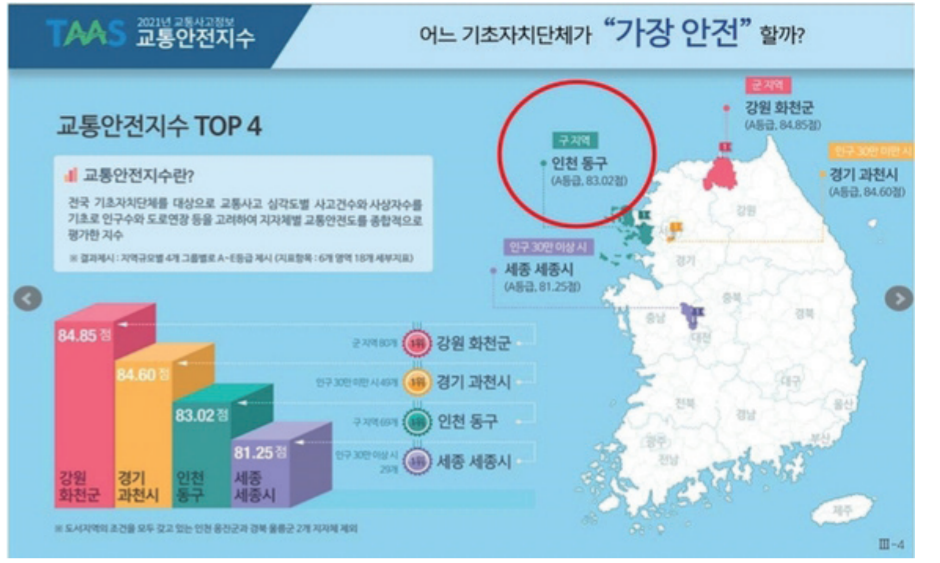 TAAS 2021년 교통사고정보
교통안전지수
어느 기초자치단체가 “가장 안전” 할까?
교통안전지수 TOP 4
교통안전지수란?
전국 기초자치단체를 대상으로 교통사고 심각도별 사고건수와 사상자수를
기초로 인구수와 도로연장 등을 고려하여 지자체별 교통안전도를 종합적으로
평가한 지수
※ 결과제시 : 지역규모별 4개 그룹별로 A~E등급 제시 (지표항목 : 6개 영역 18개 세부지표)
84.85 점
84.60 점
83.02 점
81.25 점
강원
화천군
경기
과천시
인천
동구
세종
세종시
군 지역 80개 1위 강원 화천군
인구 30만 미만 시 49개 1위 경기 과천시
구 지역 69개 1위 인천 동구
인구 30만 이상 시
29개 1위 세종 세종시
※ 도서지역의 조건을 모두 갖고 있는 인천 옹진군과 경북 울릉군 2개 지자체 제외
군 지역
강원 화천군
(A등급, 84.85점)
구 지역
인천 동구
(A등급, 83.02점)
인구 30만 미만 시
경기 과천시
(A등급, 84.60점)
인구 30만 이상 시
세종 세종시
(A등급, 81.25점)
강원
경기
충북
충남
경북
대전
대구
전북
경남
울산
광주
부산
전남
제주
III-4